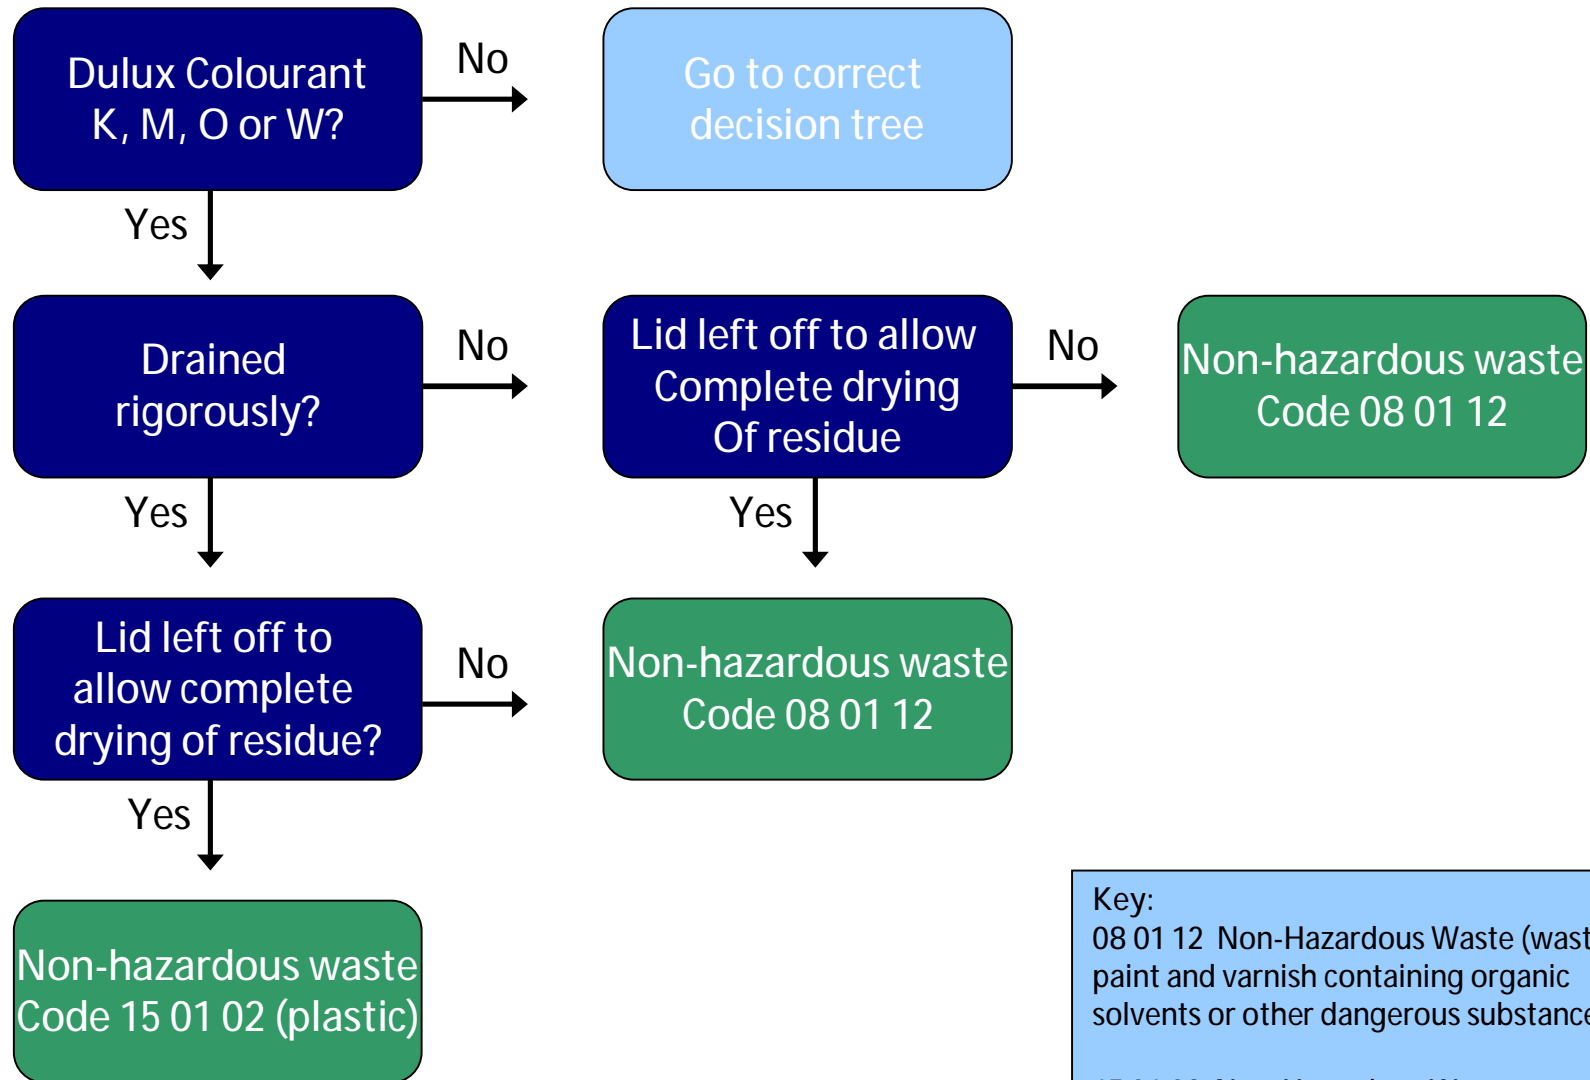 Dulux Colourant
K, M, O or W?
No
Go to correct
decision tree
Yes
Drained
rigorously?
No
Lid left off to allow
Complete drying
Of residue
No
Non-hazardous waste
Code 08 01 12
Yes
Yes
Lid left off to
allow complete
drying of residue?
No
Non-hazardous waste
Code 08 01 12
Yes
Non-hazardous waste
Code 15 01 02 (plastic)
Key:
08 01 12 Non-Hazardous Waste (wast
paint and varnish containing organic
solvents or other dangerous substance